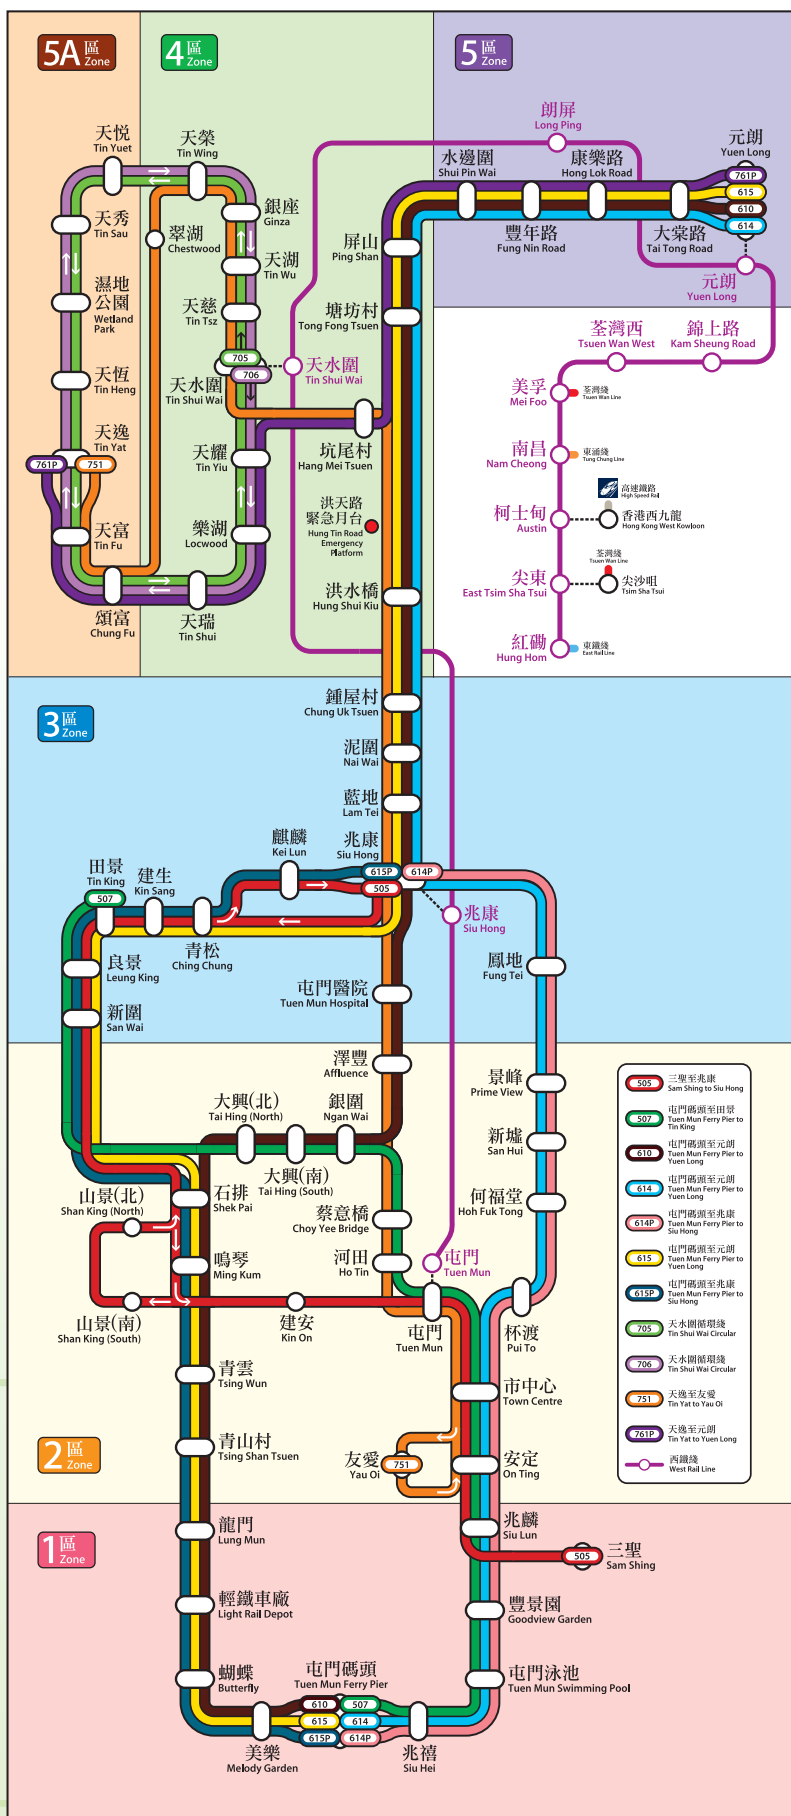 5A 區 Zone
4 區 Zone
5 區 Zone
天悅
Tin Yuet
天榮
Tin Wing
朗屏
Long Ping
水邊圍
Shui Pin Wai
康樂路
Hong Lok Road
元朗
Yuen Long
761P
615
610
614
天秀
Tin Sau
翠湖
Chestwood
銀座
Ginza
屏山
Ping Shan
豐年路
Fung Nin Road
大棠路
Tai Tong Road
天湖
Tin Wu
元朗
Yuen Long
濕地
公園
Wetland
Park
天慈
Tin Tsz
塘坊村
Tong Fong Tsuen
荃灣西
Tsuen Wan West
錦上路
Kam Sheung Road
705
706
天水圍
Tin Shui Wai
天水圍
Tin Shui Wai
天恆
Tin Heng
美孚
Mei Foo
荃灣綫
Tsuen Wan Line
天逸
Tin Yat
761P
751
天耀
Tin Yiu
坑尾村
Hang Mei Tsuen
南昌
Nam Cheong
東涌綫
Tung Chung Line
高速鐵路
High Speed Rail
天富
Tin Fu
樂湖
Locwood
洪天路
緊急月台
Hung Tin Road
Emergency
Platform
柯士甸
Austin
香港西九龍
Hong Kong West Kowloon
荃灣綫
Tsuen Wan Line
頌富
Chung Fu
天瑞
Tin Shui
洪水橋
Hung Shui Kiu
尖東
East Tsim Sha Tsui
尖沙咀
Tsim Sha Tsui
紅磡
Hung Hom
東鐵綫
East Rail Line
3 區 Zone
鍾屋村
Chung Uk Tsuen
泥圍
Nai Wai
藍地
Lam Tei
田景
Tin King
507
建生
Kin Sang
麒麟
Kei Lun
兆康
Siu Hong
615P
614P
505
兆康
Siu Hong
良景
Leung King
青松
Ching Chung
鳳地
Fung Tei
新圍
San Wai
屯門醫院
Tuen Mun Hospital
澤豐
Affluence
景峰
Prime View
大興(北)
Tai Hing (North)
銀圍
Ngan Wai
新墟
San Hui
大興(南)
Tai Hing (South)
山景(北)
Shan King (North)
石排
Shek Pai
蔡意橋
Choy Yee Bridge
何福堂
Hoh Fuk Tong
鳴琴
Ming Kum
河田
Ho Tin
屯門
Tuen Mun
山景(南)
Shan King (South)
建安
Kin On
屯門
Tuen Mun
杯渡
Pui To
青雲
Tsing Wun
市中心
Town Centre
2 區 Zone
青山村
Tsing Shan Tsuen
友愛
Yau Oi
751
安定
On Ting
505
三聖至兆康
Sam Shing to Siu Hong
507
屯門碼頭至田景
Tuen Mun Ferry Pier to
Tin King
610
屯門碼頭至元朗
Tuen Mun Ferry Pier to
Yuen Long
614
屯門碼頭至元朗
Tuen Mun Ferry Pier to
Yuen Long
614P
屯門碼頭至兆康
Tuen Mun Ferry Pier to
Siu Hong
615
屯門碼頭至元朗
Tuen Mun Ferry Pier to
Yuen Long
615P
屯門碼頭至兆康
Tuen Mun Ferry Pier to
Siu Hong
705
天水圍循環綫
Tin Shui Wai Circular
706
天水圍循環綫
Tin Shui Wai Circular
751
天逸至友愛
Tin Yat to Yau Oi
761P
天逸至元朗
Tin Yat to Yuen Long
西鐵綫
West Rail Line
1 區 Zone
龍門
Lung Mun
兆麟
Siu Lun
505
三聖
Sam Shing
輕鐵車廠
Light Rail Depot
豐景園
Goodview Garden
蝴蝶
Butterfly
屯門碼頭
Tuen Mun Ferry Pier
屯門泳池
Tuen Mun Swimming Pool
610
507
615
614
615P
614P
美樂
Melody Garden
兆禧
Siu Hei